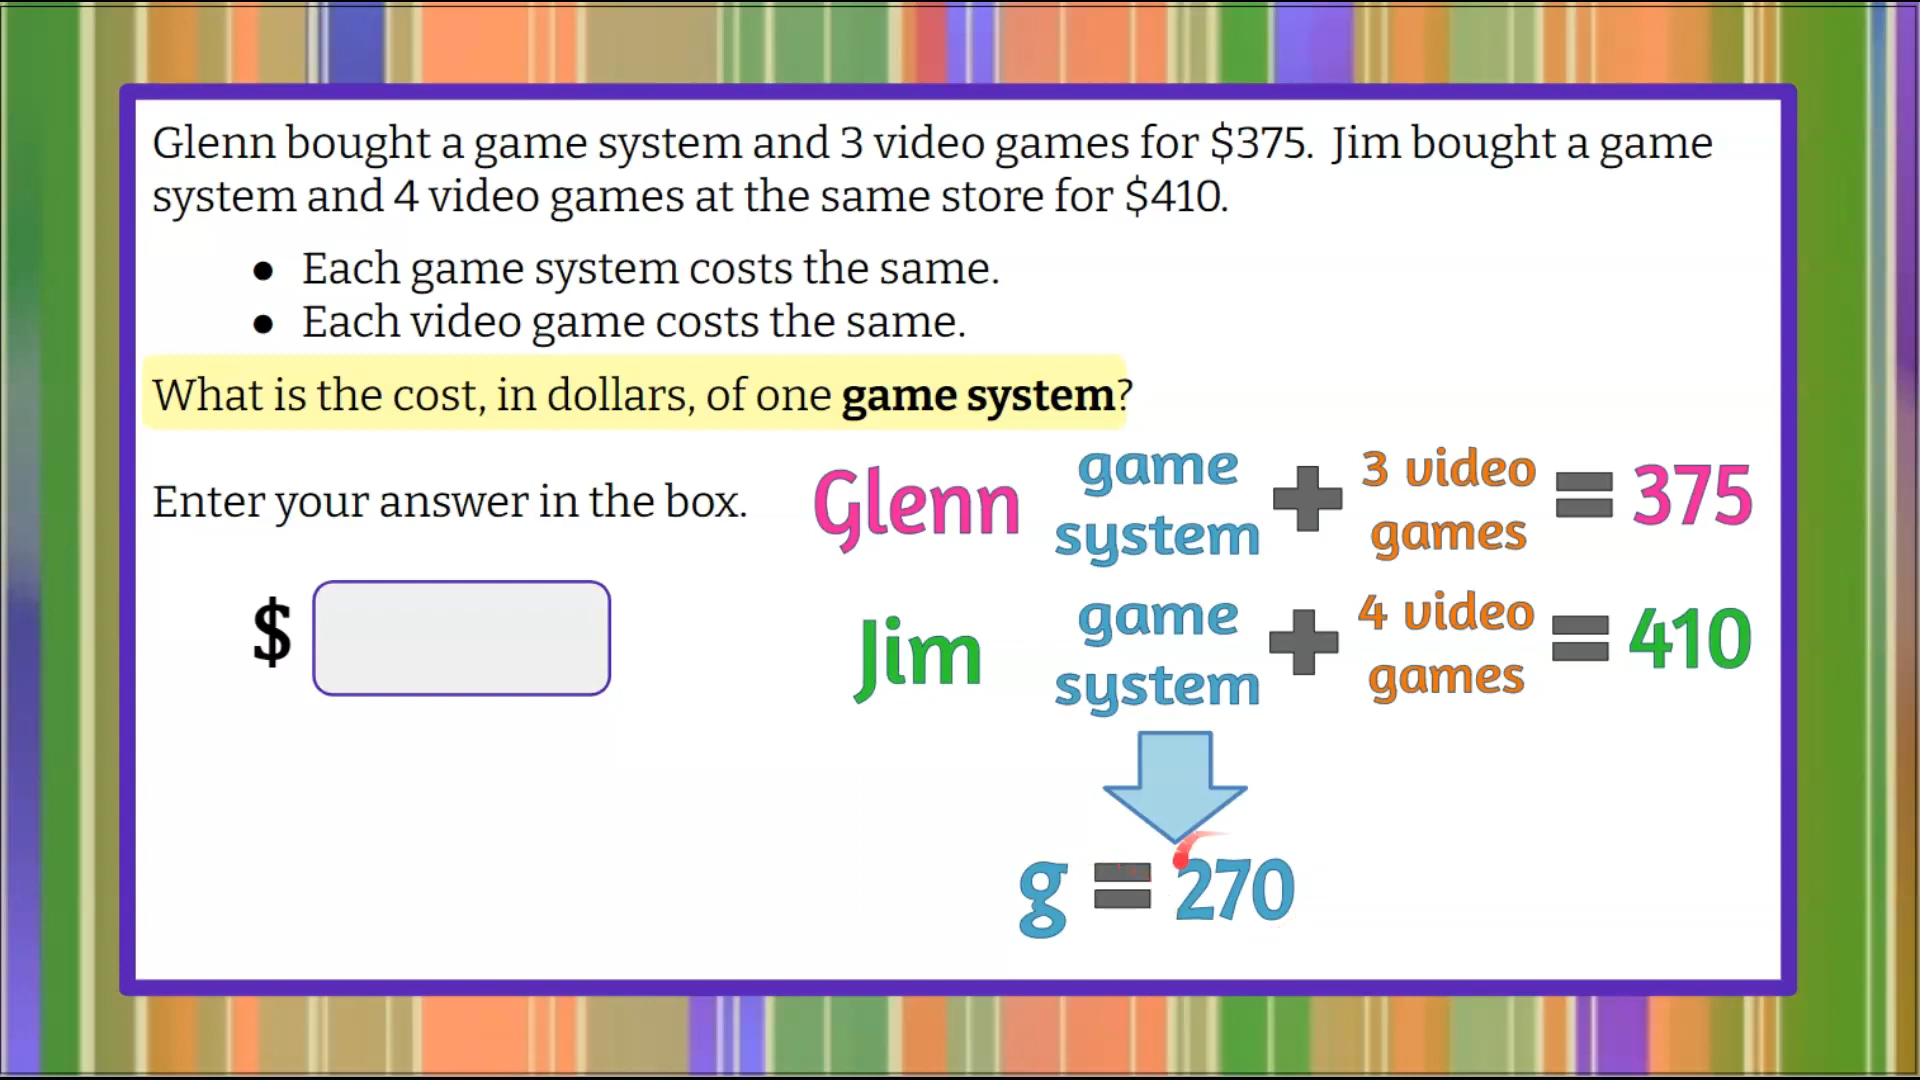 Glenn bought a game system and 3 video games for $375. Jim bought a game
system and 4 video games at the same store for $410.
● Each game system costs the same.
● Each video game costs the same.
What is the cost, in dollars, of one game system?
Enter your answer in the box.
$
Glenn game system + 3 video games = 375
Jim game system + 4 video games = 410
g = 270